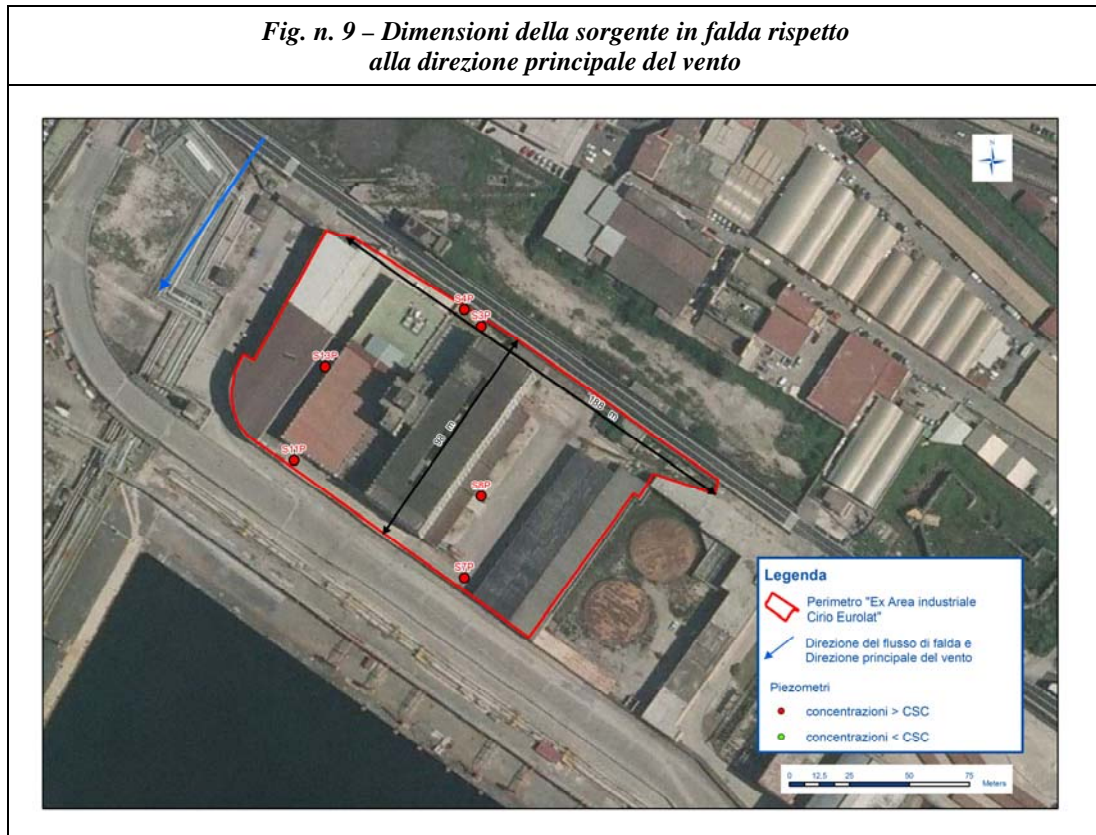 Fig. n. 9 – Dimensioni della sorgente in falda rispetto
alla direzione principale del vento
N
S4P
S3P
S13P
188 m
98 m
S11P
S8P
S7P
Legenda
Perimetro "Ex Area industriale
Cirio Eurolat"
Direzione del flusso di falda e
Direzione principale del vento
Piezometri
concentrazioni > CSC
concentrazioni < CSC
0 12,5 25 50 75
Meters